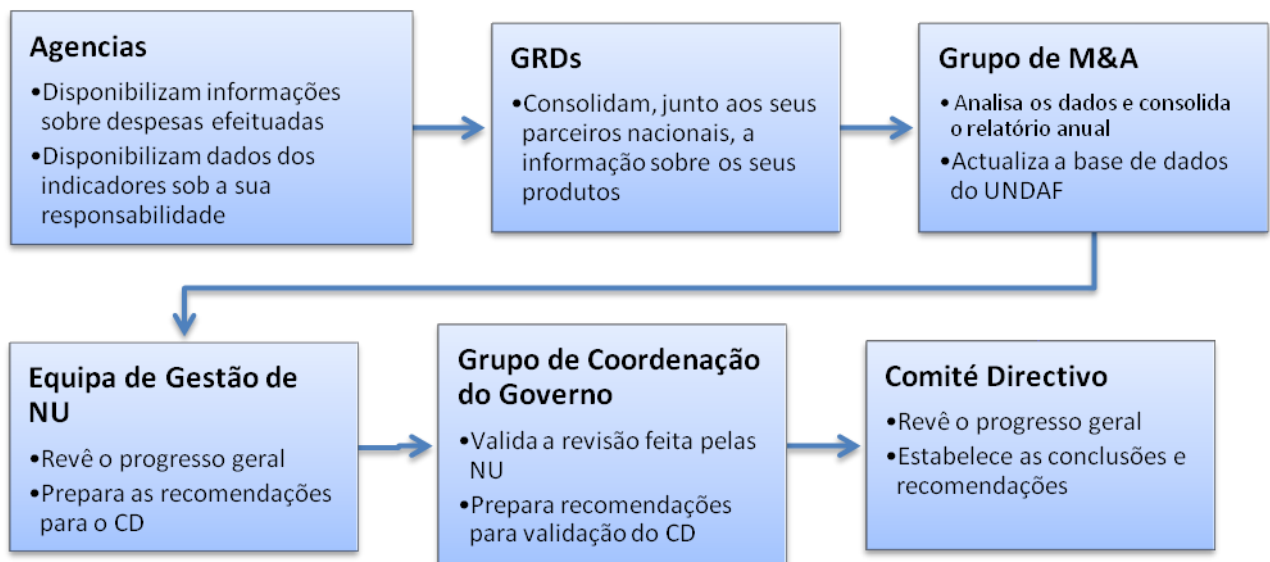 Agencias
•Disponibilizam informações
sobre despesas efeituadas
•Disponibilizam dados dos
indicadores sob a sua
responsabilidade
GRDs
•Consolidam, junto aos seus
parceiros nacionais, a
informação sobre os seus
produtos
Grupo de M&A
•Analisa os dados e consolida
o relatório anual
•Actualiza a base de dados
do UNDAF
Equipa de Gestão de
NU
•Revê o progresso geral
•Prepara as recomendações
para o CD
Grupo de Coordenação
do Governo
•Valida a revisão feita pelas
NU
•Prepara recomendações
para validação do CD
Comité Directivo
•Revê o progresso geral
•Estabelece as conclusões e
recomendações